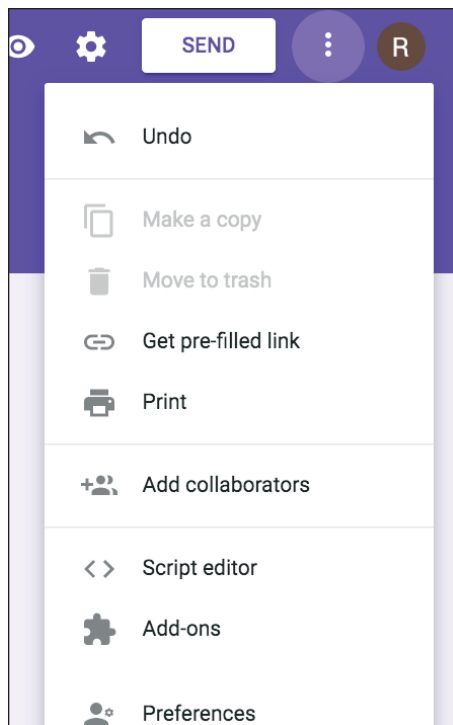 SEND
R
Undo
Make a copy
Move to trash
Get pre-filled link
Print
Add collaborators
Script editor
Add-ons
Preferences